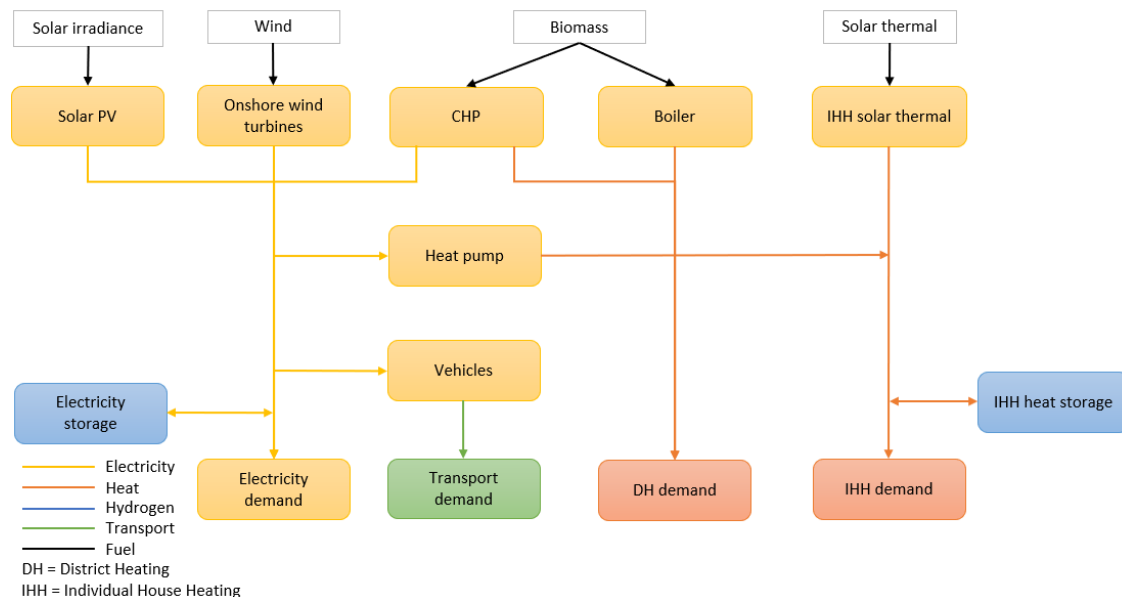 Solar irradiance
Wind
Biomass
Solar thermal
Solar PV
Onshore wind
turbines
CHP
Boiler
IHH solar thermal
Heat pump
Vehicles
Electricity
storage
IHH heat storage
Electricity
demand
Transport
demand
DH demand
IHH demand
Electricity
Heat
Hydrogen
Transport
Fuel
DH = District Heating
IHH = Individual House Heating